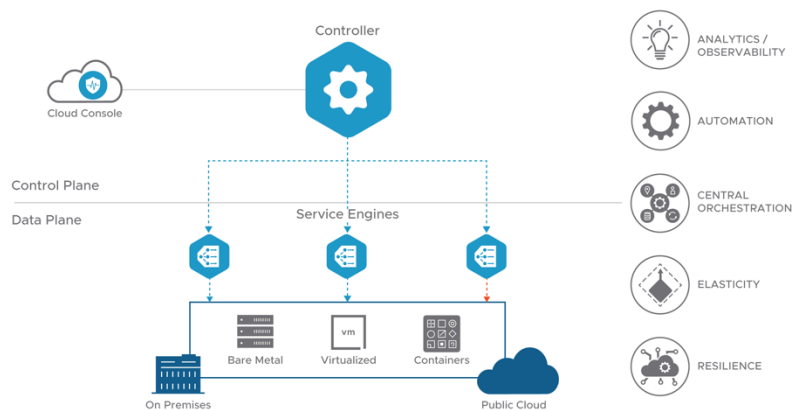 Controller
Cloud Console
Control Plane
Data Plane
Service Engines
Bare Metal
vm
Virtualized
Containers
On Premises
Public Cloud
ANALYTICS /
OBSERVABILITY
AUTOMATION
CENTRAL
ORCHESTRATION
ELASTICITY
RESILIENCE